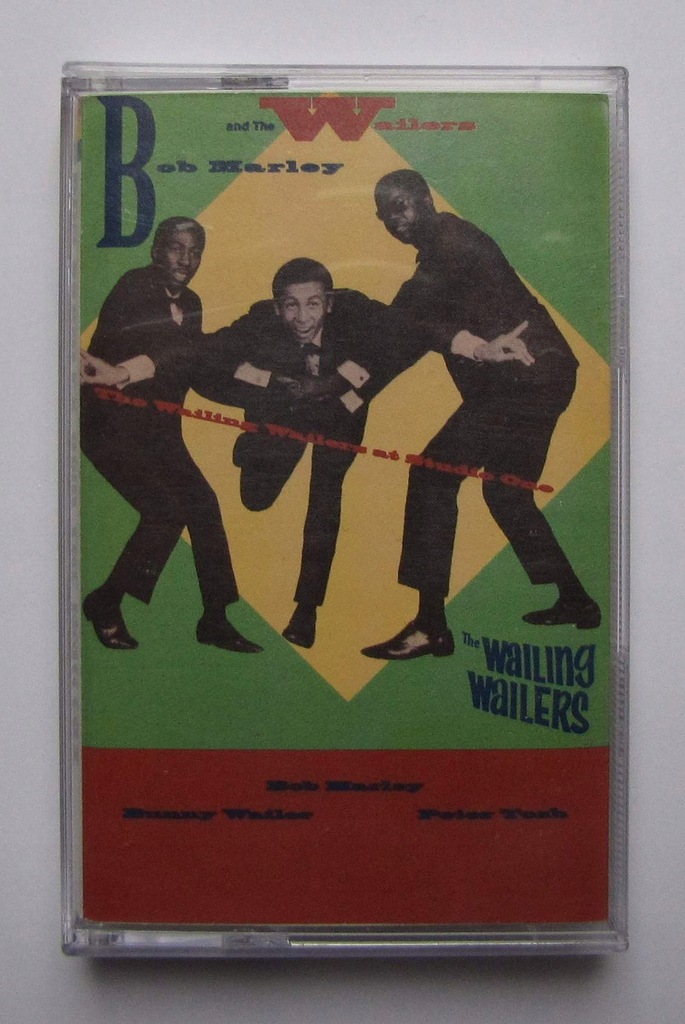 Bob Marley
and The Wailers
The Wailing Wailers at Studio One
The Wailing
Wailers
Bob Marley
Bunny Wailer Peter Tosh